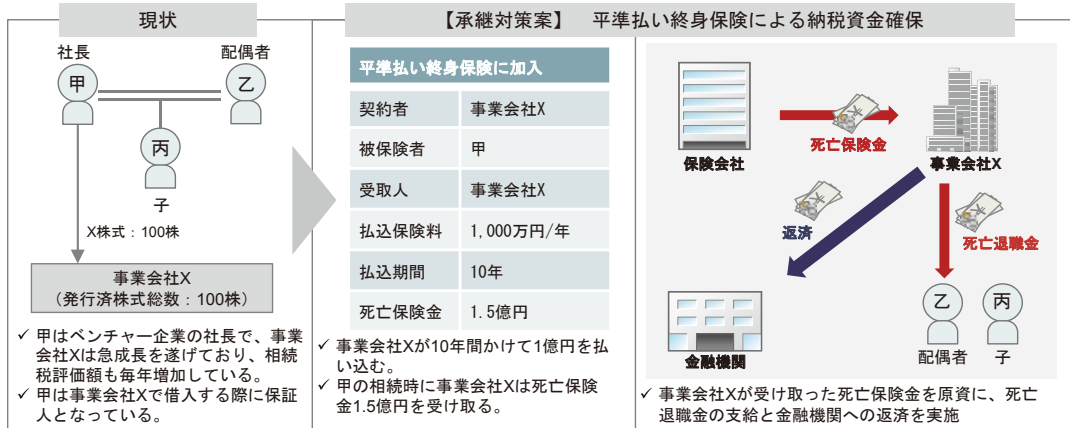 現状
社長
配偶者
甲
乙
丙
子
X株式：100株
事業会社X
（発行済株式総数：100株）
✓ 甲はベンチャー企業の社長で、事業
会社Xは急成長を遂げており、相続
税評価額も毎年増加している。
✓ 甲は事業会社Xで借入する際に保証
人となっている。
【承継対策案】　平準払い終身保険による納税資金確保
平準払い終身保険に加入
契約者 事業会社X
被保険者 甲
受取人 事業会社X
払込保険料 1,000万円/年
払込期間 10年
死亡保険金 1.5億円
✓ 事業会社Xが10年間かけて1億円を払
い込む。
✓ 甲の相続時に事業会社Xは死亡保険
金1.5億円を受け取る。
保険会社
死亡保険金
事業会社X
返済
死亡退職金
金融機関
乙
丙
配偶者
子
✓ 事業会社Xが受け取った死亡保険金を原資に、死亡
退職金の支給と金融機関への返済を実施